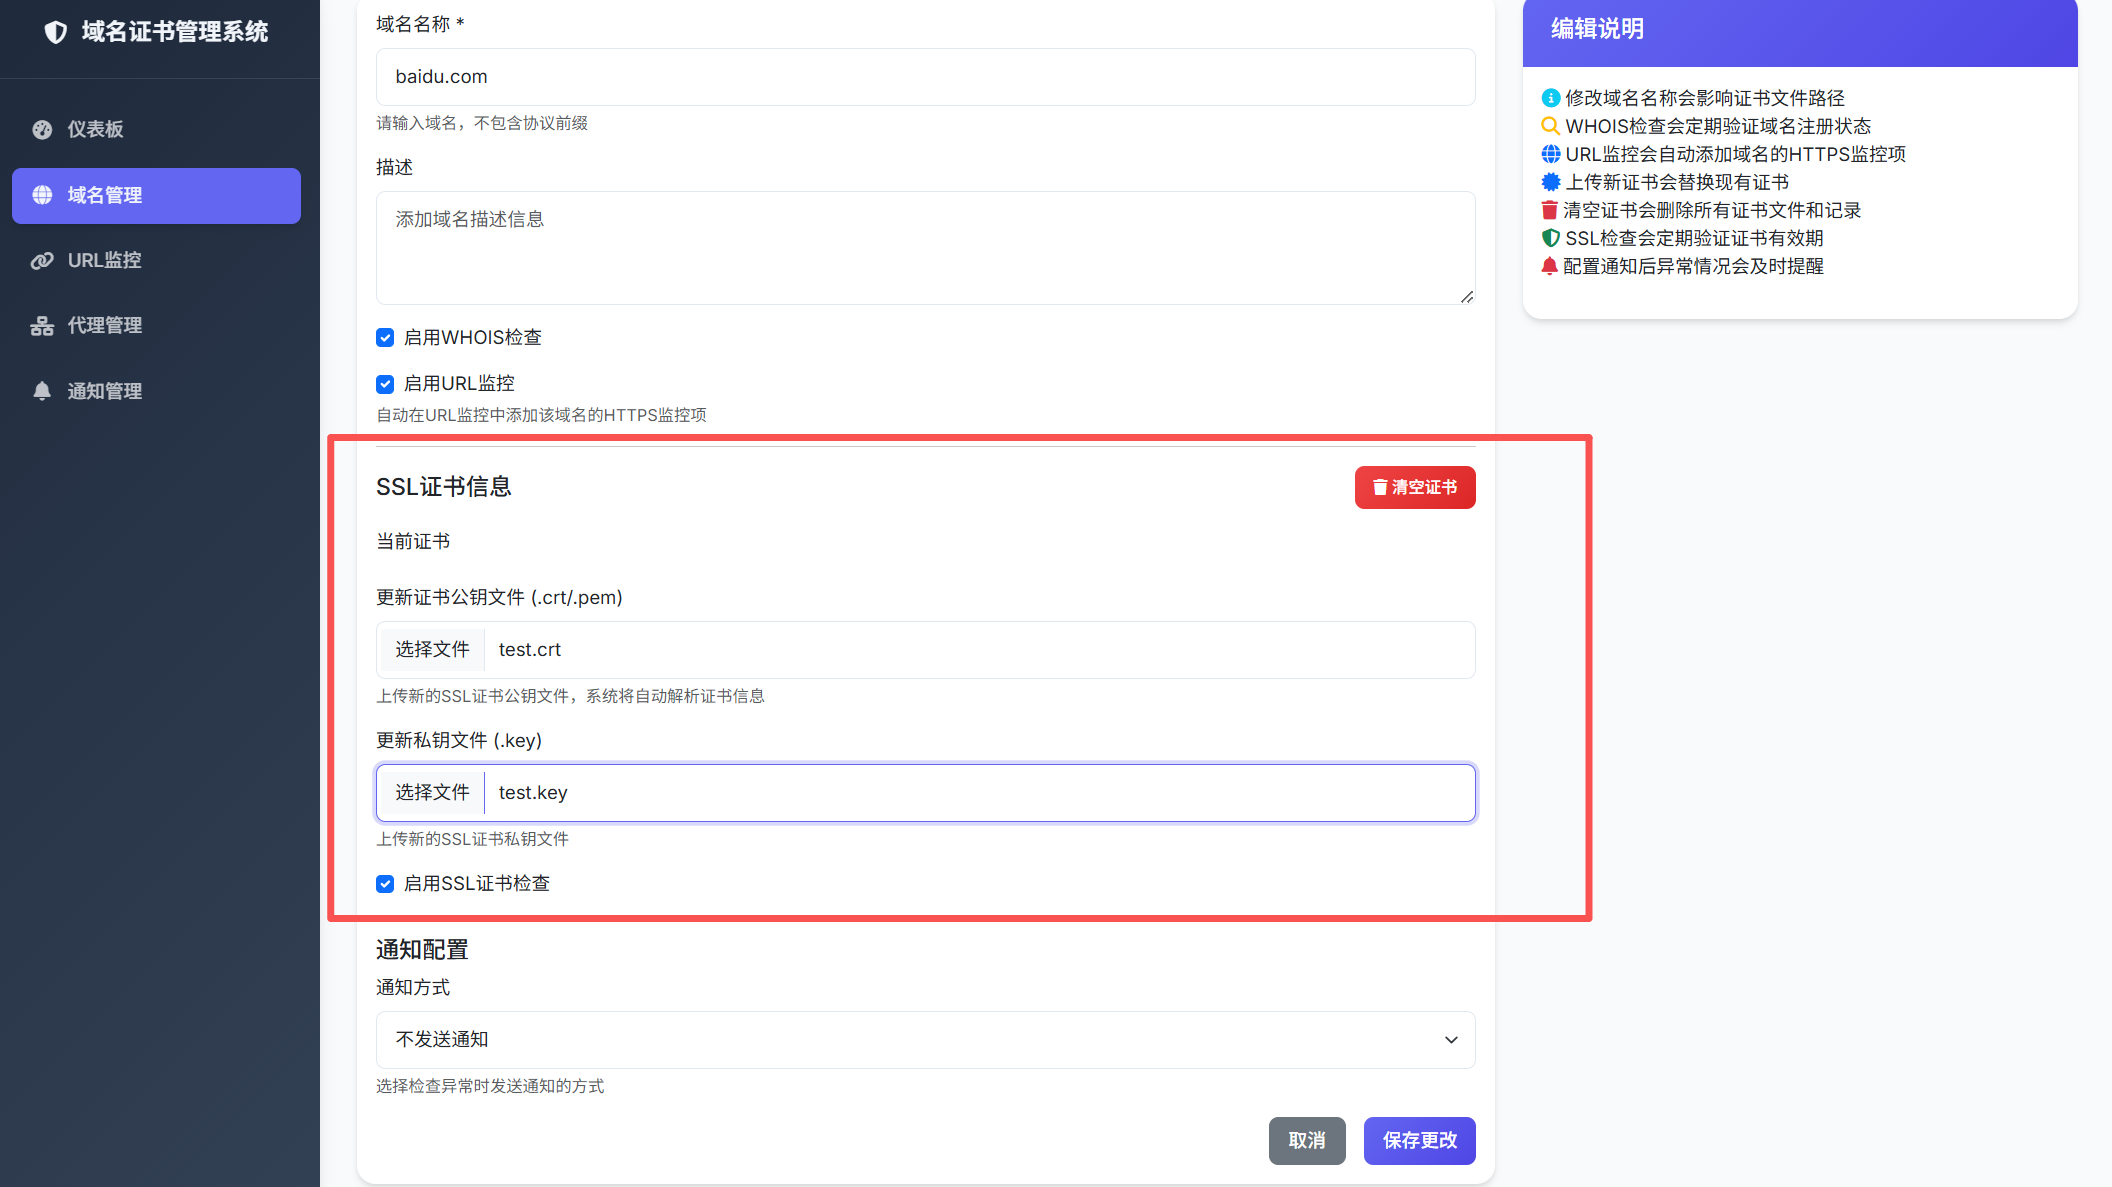 域名证书管理系统
仪表板
域名管理
URL监控
代理管理
通知管理
域名名称 *
baidu.com
请输入域名，不包含协议前缀
描述
添加域名描述信息
启用WHOIS检查
启用URL监控
自动在URL监控中添加该域名的HTTPS监控项
SSL证书信息
清空证书
当前证书
更新证书公钥文件 (.crt/.pem)
选择文件 test.crt
上传新的SSL证书公钥文件，系统将自动解析证书信息
更新私钥文件 (.key)
选择文件 test.key
上传新的SSL证书私钥文件
启用SSL证书检查
通知配置
通知方式
不发送通知
选择检查异常时发送通知的方式
取消
保存更改
编辑说明
修改域名名称会影响证书文件路径
WHOIS检查会定期验证域名注册状态
URL监控会自动添加域名的HTTPS监控项
上传新证书会替换现有证书
清空证书会删除所有证书文件和记录
SSL检查会定期验证证书有效期
配置通知后异常情况会及时提醒